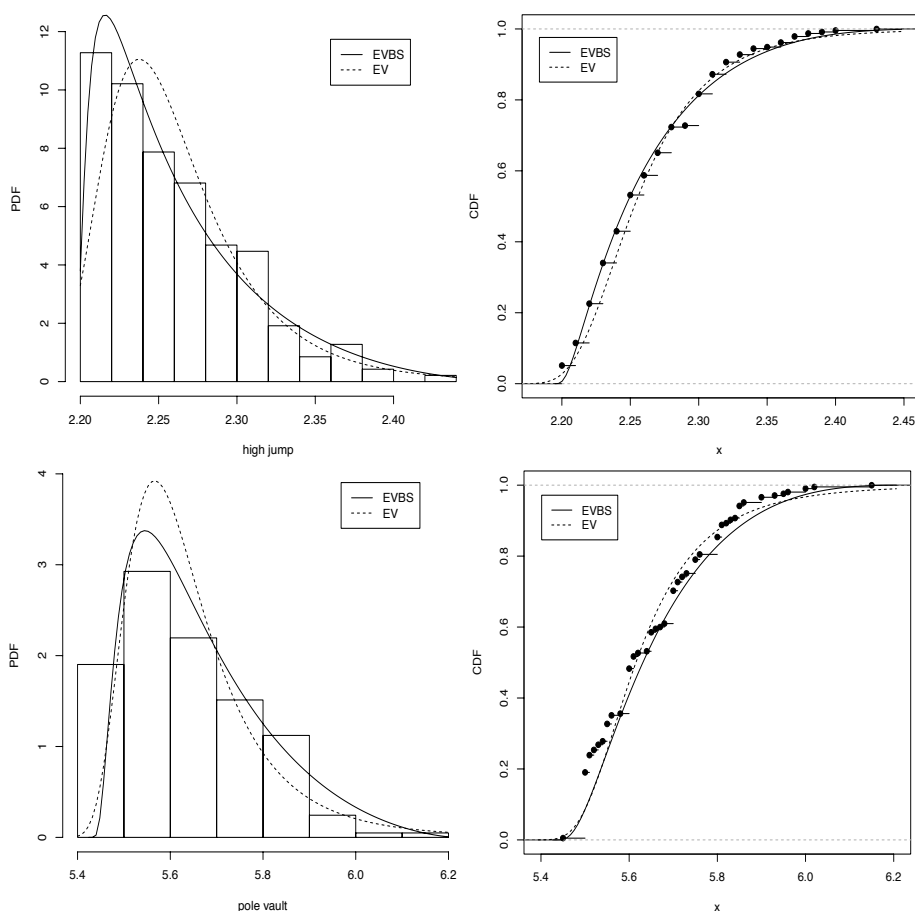 PDF
0 2 4 6 8 10 12
2.20 2.25 2.30 2.35 2.40
high jump
EVBS
EV
CDF
0.0 0.2 0.4 0.6 0.8 1.0
2.20 2.25 2.30 2.35 2.40 2.45
x
EVBS
EV
PDF
0 1 2 3 4
5.4 5.6 5.8 6.0 6.2
pole vault
EVBS
EV
CDF
0.0 0.2 0.4 0.6 0.8 1.0
5.4 5.6 5.8 6.0 6.2
x
EVBS
EV